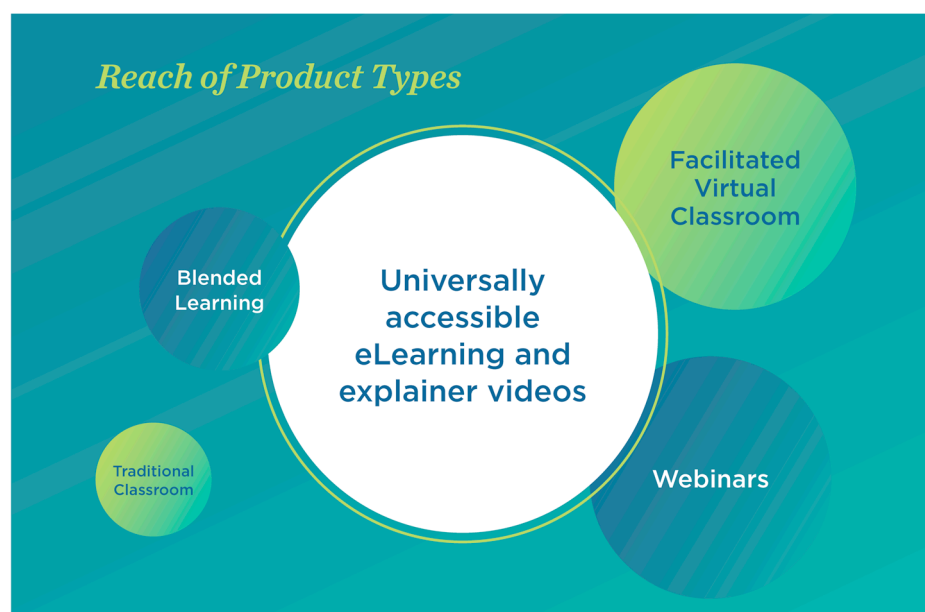 Reach of Product Types
Facilitated
Virtual
Classroom
Blended
Learning
Universally
accessible
eLearning and
explainer videos
Traditional
Classroom
Webinars